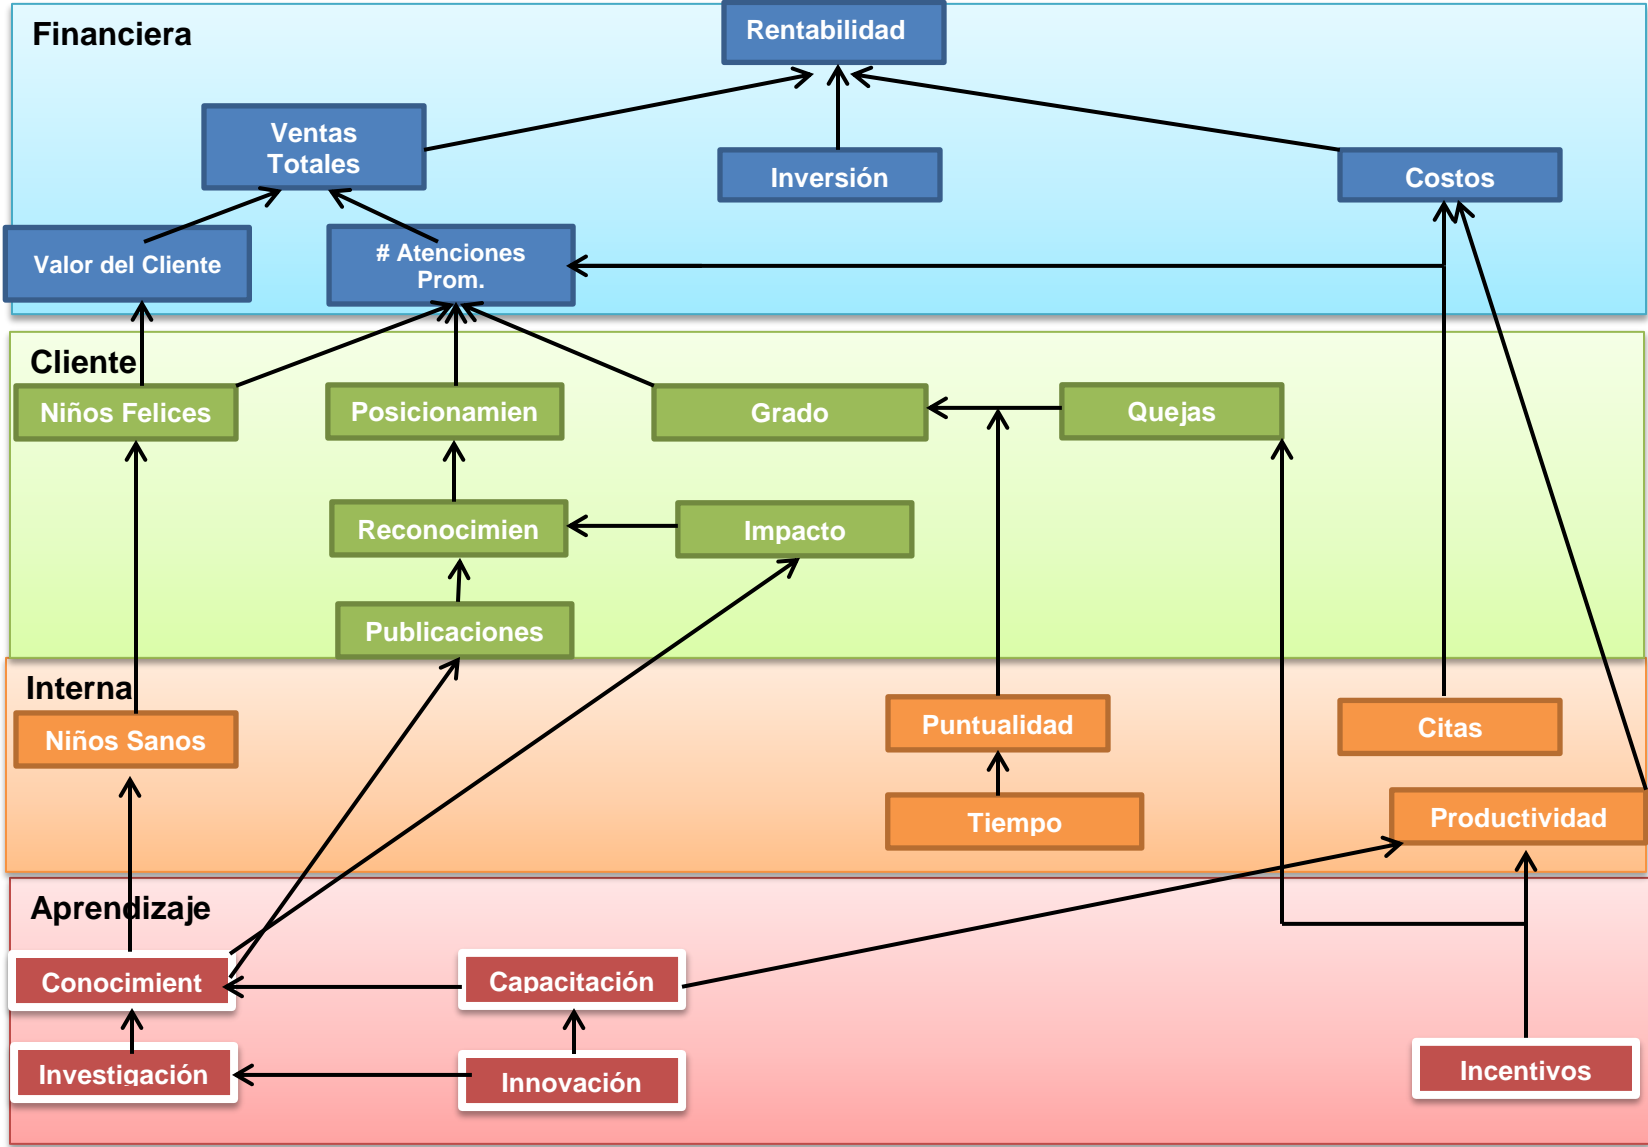 Financiera
Rentabilidad
Ventas
Totales
Inversión
Costos
Valor del Cliente
# Atenciones
Prom.
Cliente
Niños Felices
Posicionamien
Grado
Quejas
Reconocimien
Impacto
Publicaciones
Interna
Niños Sanos
Puntualidad
Citas
Tiempo
Productividad
Aprendizaje
Conocimient
Capacitación
Investigación
Innovación
Incentivos